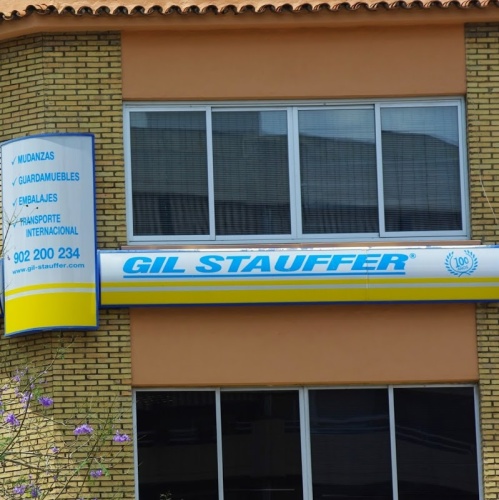 MUDANZAS
GUARDAMUEBLES
EMBALAJES
TRANSPORTE
INTERNACIONAL
902 200 234
www.gil-stauffer.com
GIL STAUFFER®
100